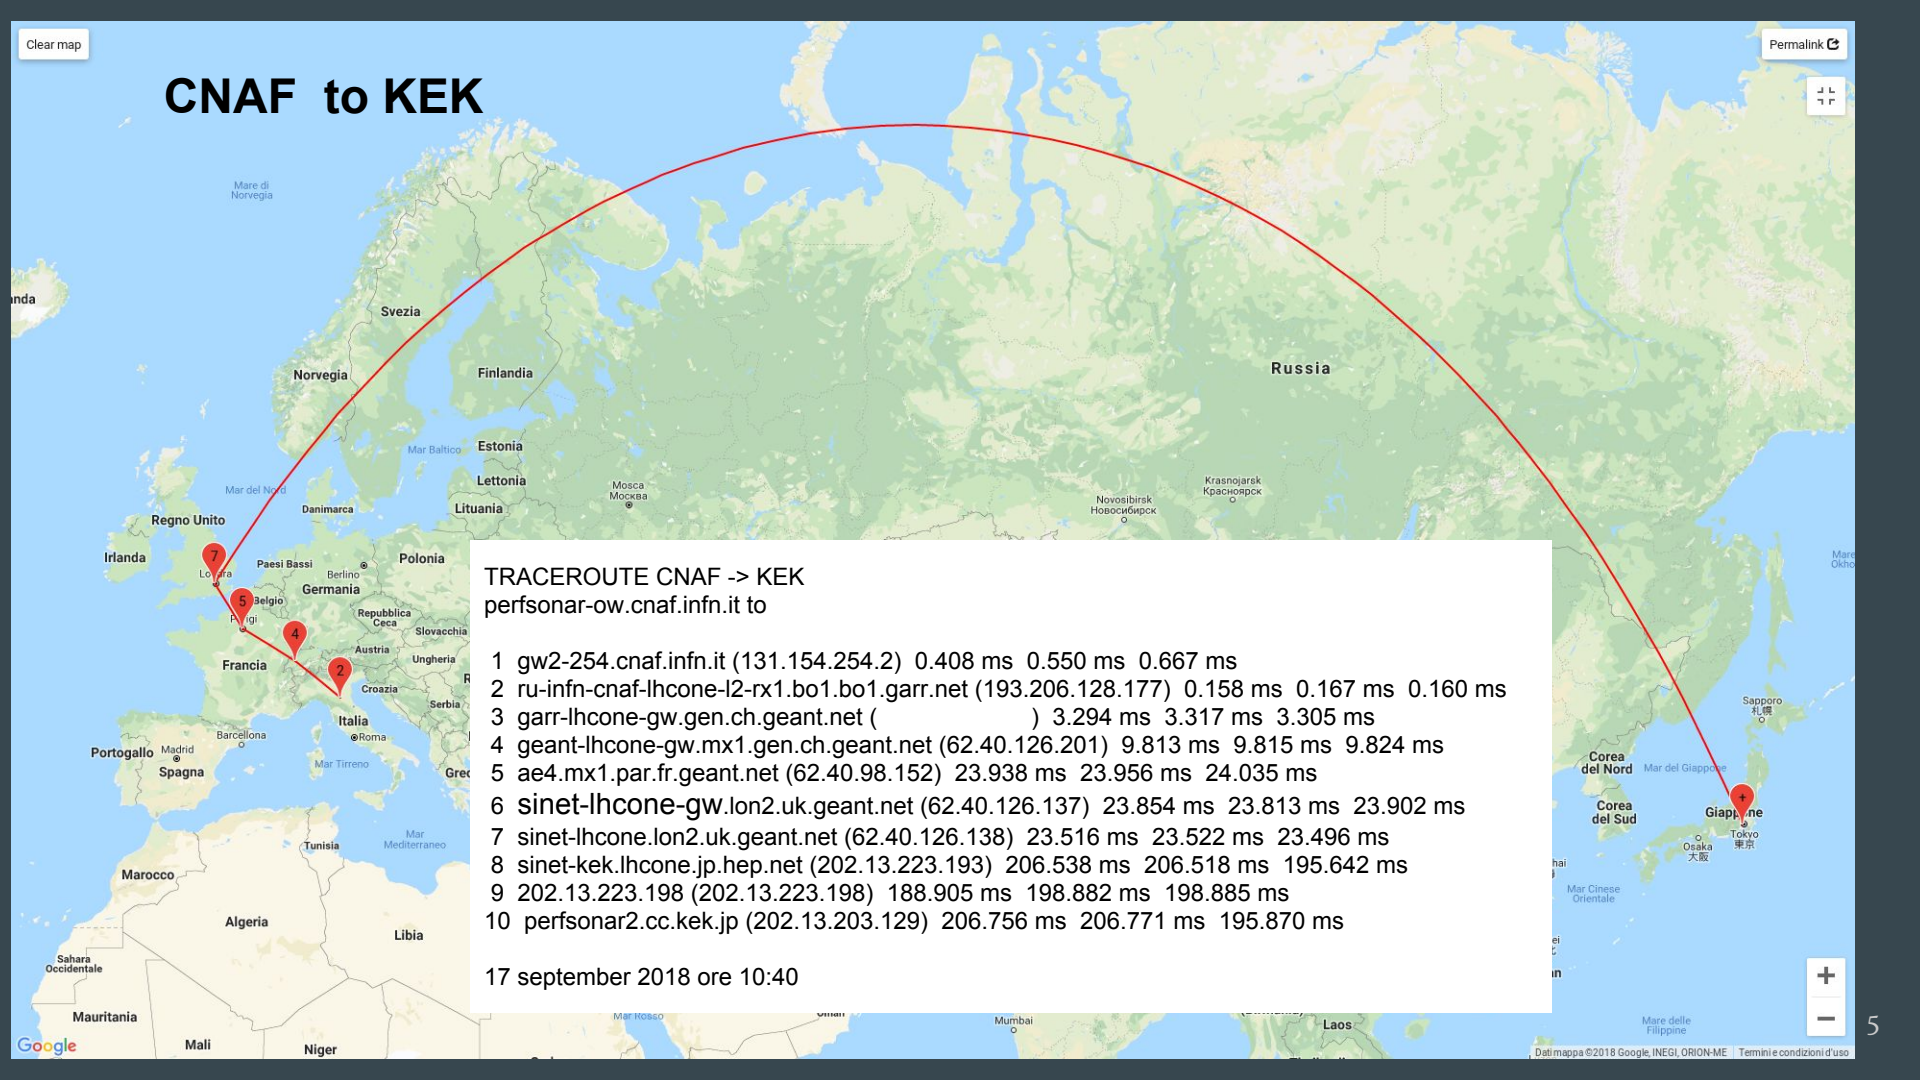 Clear map
Permalink
CNAF to KEK
Mare di
Norvegia
Svezia
Norvegia
Finlandia
Russia
Estonia
Mar Baltico
Lettonia
Mosca
Москва
Krasnojarsk
Красноярск
Novosibirsk
Новосибирск
Mar del Nord
Danimarca
Lituania
Regno Unito
Irlanda
7
Paesi Bassi
Berlino
Polonia
Germania
5
Belgio
Repubblica
Ceca
Slovacchia
4
Austria
Ungheria
Francia
2
Croazia
Serbia
Italia
Barcellona
Roma
Portogallo
Madrid
Spagna
Mar Tirreno
Mar
Mediterraneo
Tunisia
Marocco
Algeria
Libia
Sahara
Occidentale
Mauritania
Mali
Niger
Google
TRACEROUTE CNAF -> KEK
perfsonar-ow.cnaf.infn.it to
1 gw2-254.cnaf.infn.it (131.154.254.2) 0.408 ms 0.550 ms 0.667 ms
2 ru-infn-cnaf-lhcone-l2-rx1.bo1.bo1.garr.net (193.206.128.177) 0.158 ms 0.167 ms 0.160 ms
3 garr-lhcone-gw.gen.ch.geant.net ( ) 3.294 ms 3.317 ms 3.305 ms
4 geant-lhcone-gw.mx1.gen.ch.geant.net (62.40.126.201) 9.813 ms 9.815 ms 9.824 ms
5 ae4.mx1.par.fr.geant.net (62.40.98.152) 23.938 ms 23.956 ms 24.035 ms
6 sinet-lhcone-gw.lon2.uk.geant.net (62.40.126.137) 23.854 ms 23.813 ms 23.902 ms
7 sinet-lhcone.lon2.uk.geant.net (62.40.126.138) 23.516 ms 23.522 ms 23.496 ms
8 sinet-kek.lhcone.jp.hep.net (202.13.223.193) 206.538 ms 206.518 ms 195.642 ms
9 202.13.223.198 (202.13.223.198) 188.905 ms 198.882 ms 198.885 ms
10 perfsonar2.cc.kek.jp (202.13.203.129) 206.756 ms 206.771 ms 195.870 ms
17 september 2018 ore 10:40
Sapporo
札幌
Corea
del Nord
Mar del Giappone
Corea
del Sud
Giappone
Tokyo
東京
Osaka
大阪
Mar Cinese
Orientale
Mar Rosso
Mumbai
Laos
Mare delle
Filippine
Dati mappa ©2018 Google, INEGI, ORION-ME
Termini e condizioni d'uso
5